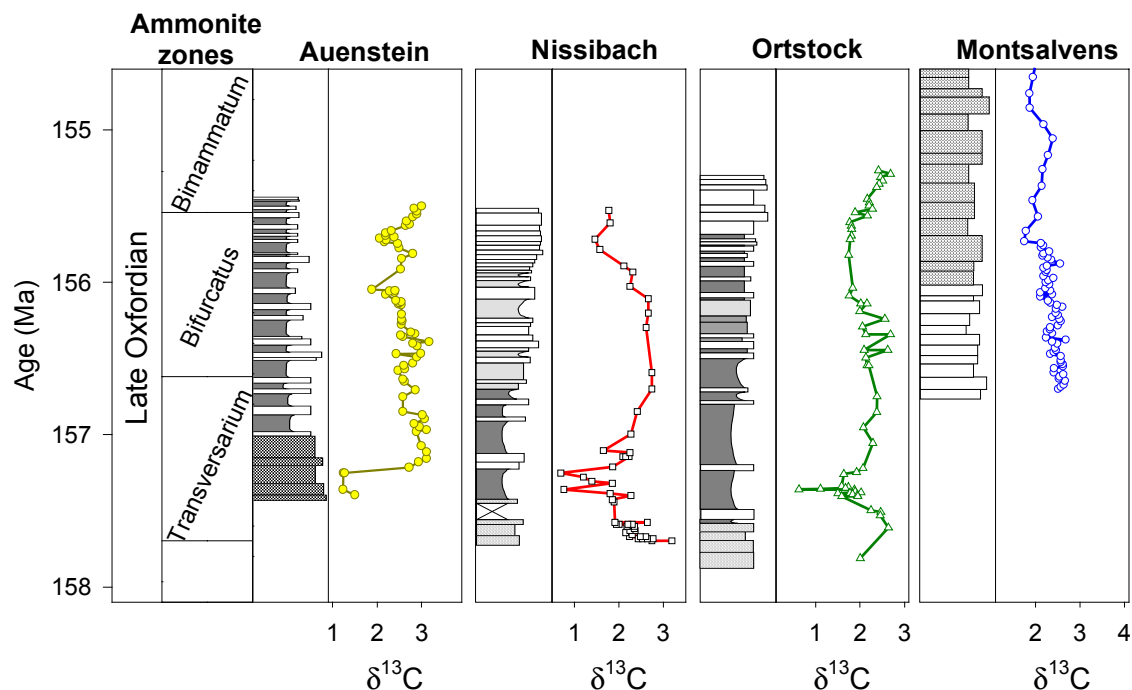 Ammonite
zones
Auenstein
Nissibach
Ortstock
Montsalvens
Age (Ma)
155
156
157
158
Late Oxfordian
Bimammatum
Bifurcatus
Transversarium
1 2 3
1 2 3
1 2 3
2 3 4
δ¹³C
δ¹³C
δ¹³C
δ¹³C